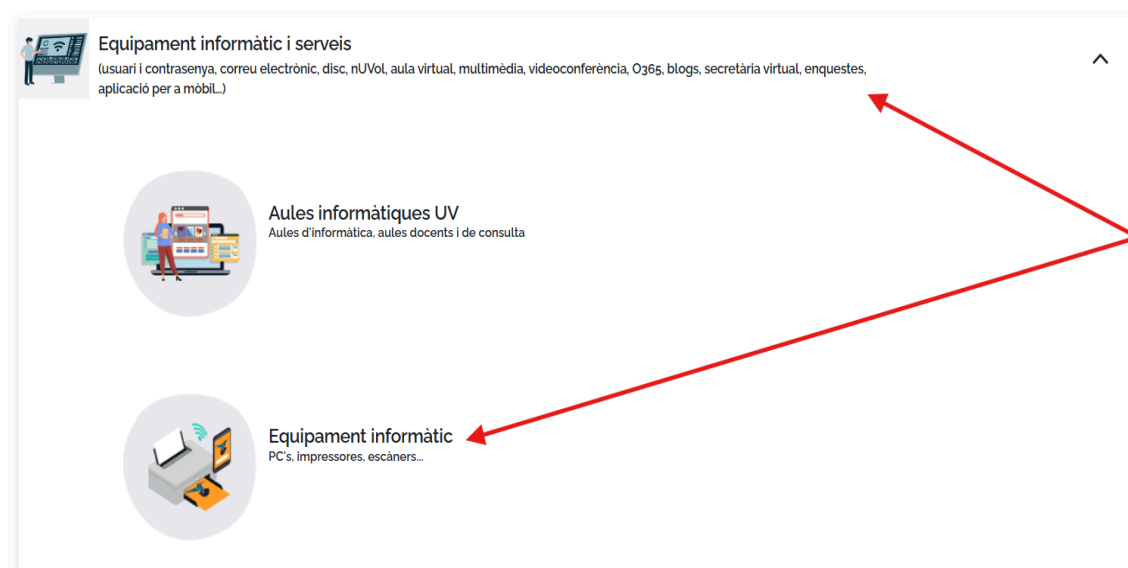 Equipament informàtic i serveis
(usuari i contrasenya, correu electrònic, disc, nUVol, aula virtual, multimèdia, videoconferència, O365, blogs, secretària virtual, enquestes,
aplicació per a mòbil...)
Aules informàtiques UV
Aules d'informàtica, aules docents i de consulta
Equipament informàtic
PC's, impressores, escàners...